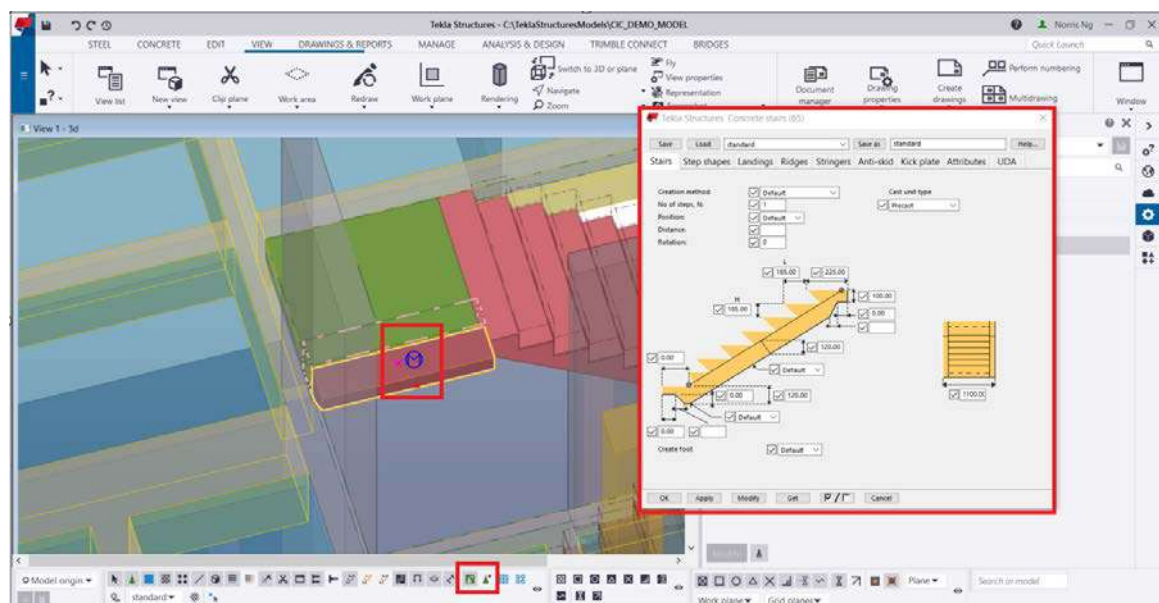 Tekla Structures - C:\TeklaStructuresModels\CIC_DEMO_MODEL
Norris Ng
STEEL CONCRETE EDIT VIEW DRAWINGS & REPORTS MANAGE ANALYSIS & DESIGN TRIMBLE CONNECT BRIDGES
Quick Launch
Switch to 3D or plane
Fly
View properties
Navigate
Representation
Zoom
Perform numbering
Multidrawing
View list New view Clip plane Work area Redraw Work plane Rendering
Document manager
Drawing properties
Create drawings
Window
View 1 - 3d
Tekla Structures Concrete stairs (65)
Save Load standard Save as standard Help...
Stairs Step shapes Landings Ridges Stringers Anti-skid Kick plate Attributes UDA
Creation method: Default Cast unit type
No of steps, N: 1 Precast
Position: Default
Distance:
Rotation: 0
L
165.00 225.00
H
165.00
100.00
0.00
120.00
0.00
Default
0.00 120.00
1100.00
Default
0.00
Create foot Default
OK Apply Modify Get Cancel
Modify
Model origin
Plane
Search in model
standard
Work plane Grid planes